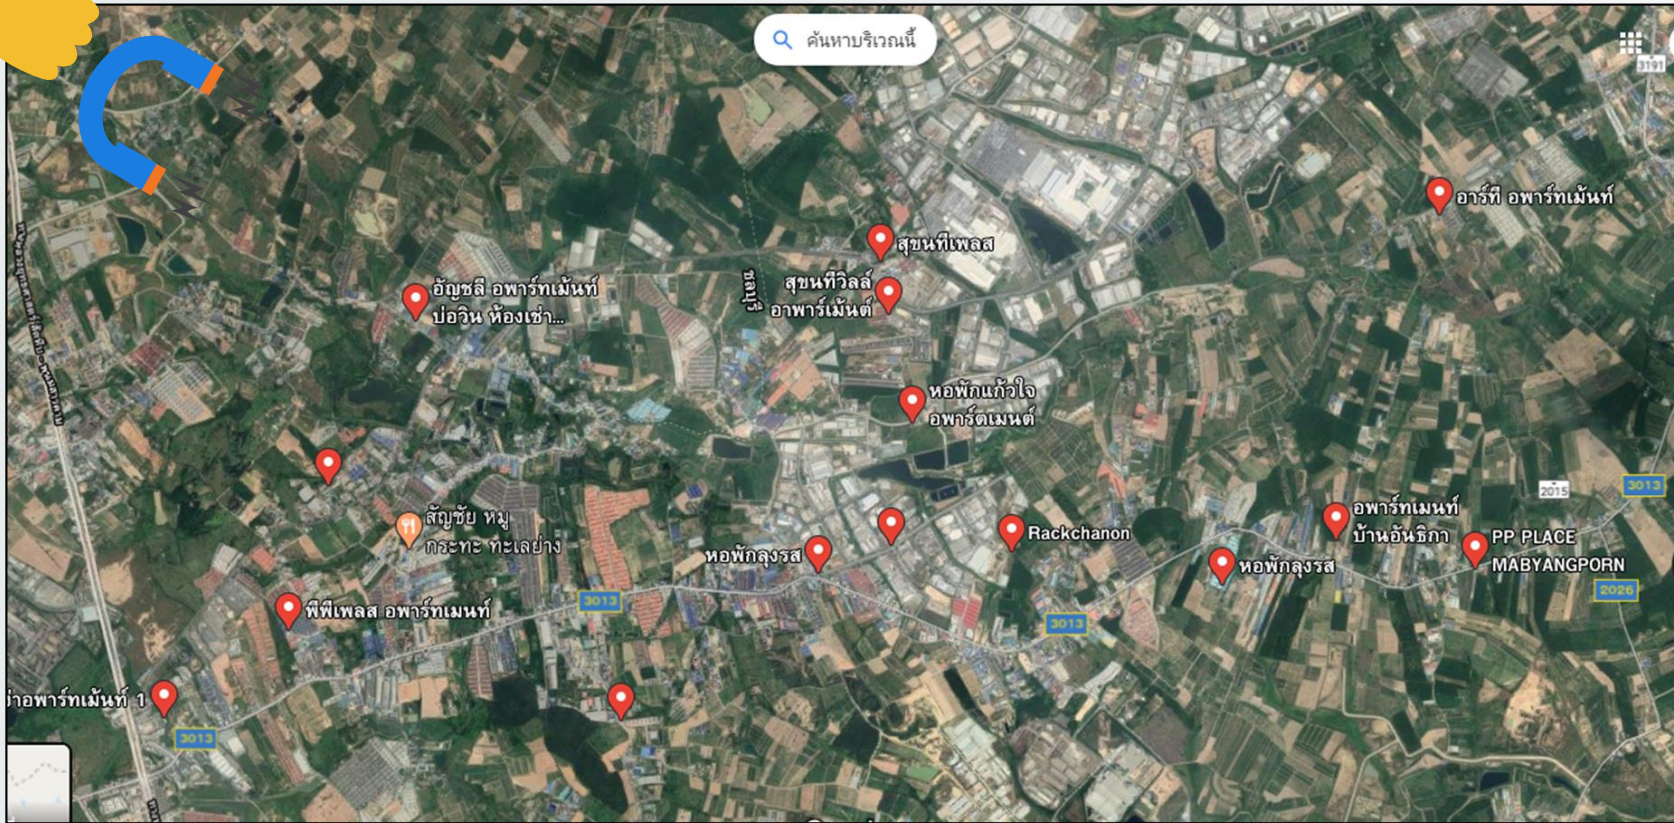 ค้นหาบริเวณนี้
3191
อาร์ที อพาร์ทเม้นท์
สุขนทีเพลส
ชลบุรี
สุขนทีวิลล์
อาพาร์เม้นต์
อัญชลี อพาร์ทเม้นท์
บ่อวิน ห้องเช่า...
หอพักแก้วใจ
อพาร์ตเมนต์
3013
2015
สัญชัย หมู
กระทะ ทะเลย่าง
อพาร์ทเมนท์
บ้านอันธิกา
Rackchanon
PP PLACE
MABYANGPORN
หอพักลุงรส
หอพักลุงรส
2026
3013
พีพีเพลส อพาร์ทเมนท์
3013
อพาร์ทเม้นท์ 1
3013